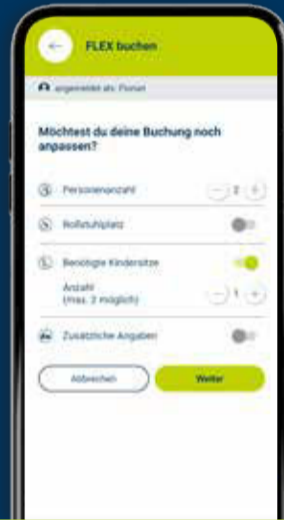 FLEX buchen
angemeldet als: Florian
Möchtest du deine Buchung noch
anpassen?
Personenanzahl
2
Rollstuhlplatz
Benötigte Kindersitze
Anzahl
(max. 2 möglich)
1
Zusätzliche Angaben
Abbrechen
Weiter